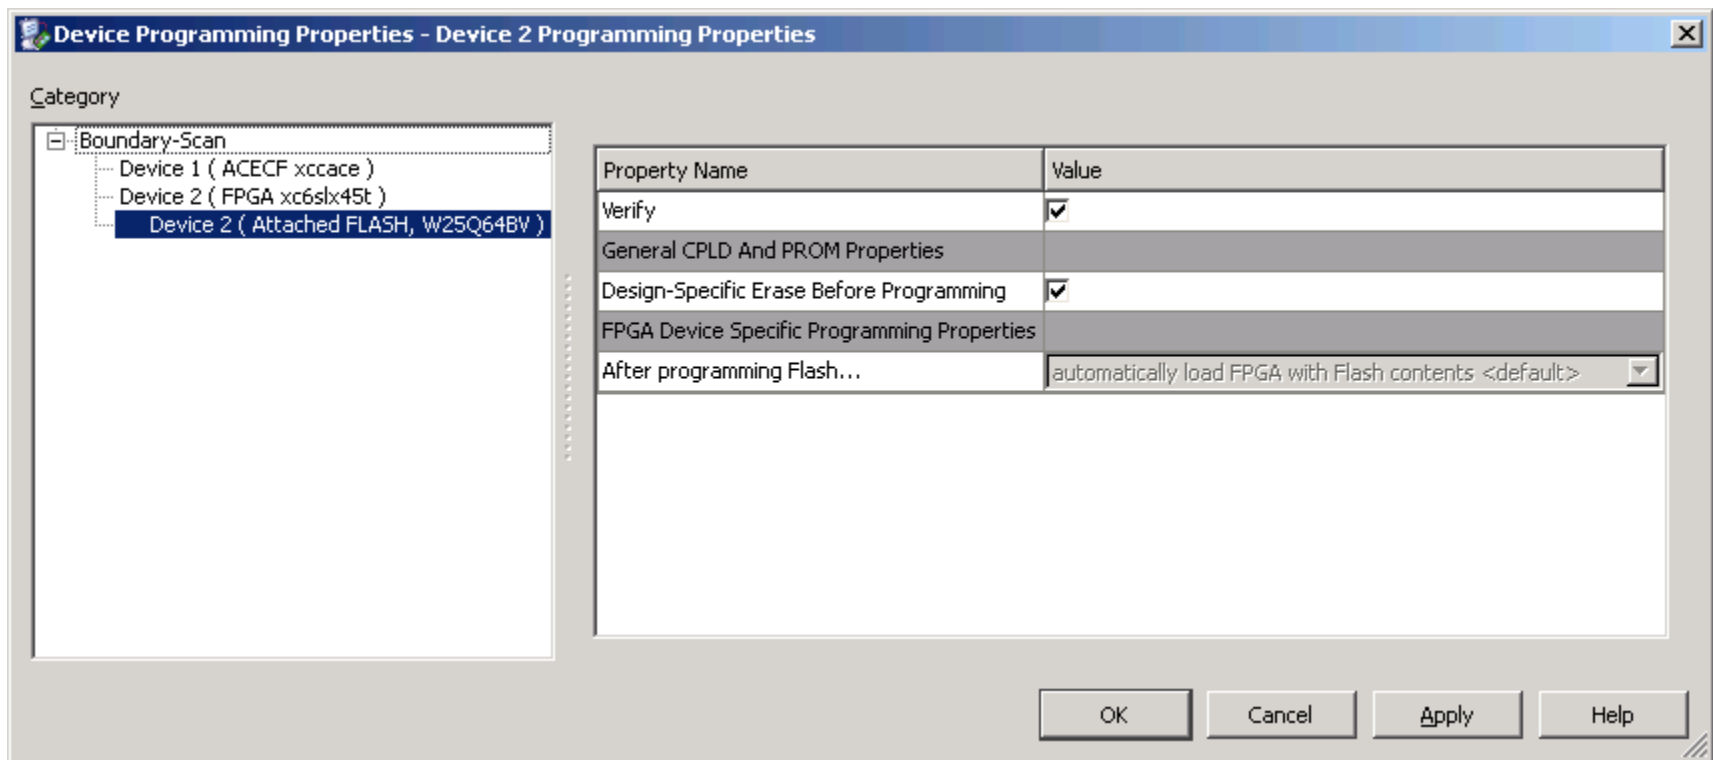 Device Programming Properties - Device 2 Programming Properties
Category
Boundary-Scan
Device 1 ( ACECF xccace )
Device 2 ( FPGA xc6slx45t )
Device 2 ( Attached FLASH, W25Q64BV )
Property Name Value
Verify
General CPLD And PROM Properties
Design-Specific Erase Before Programming
FPGA Device Specific Programming Properties
After programming Flash... automatically load FPGA with Flash contents <default>
OK Cancel Apply Help